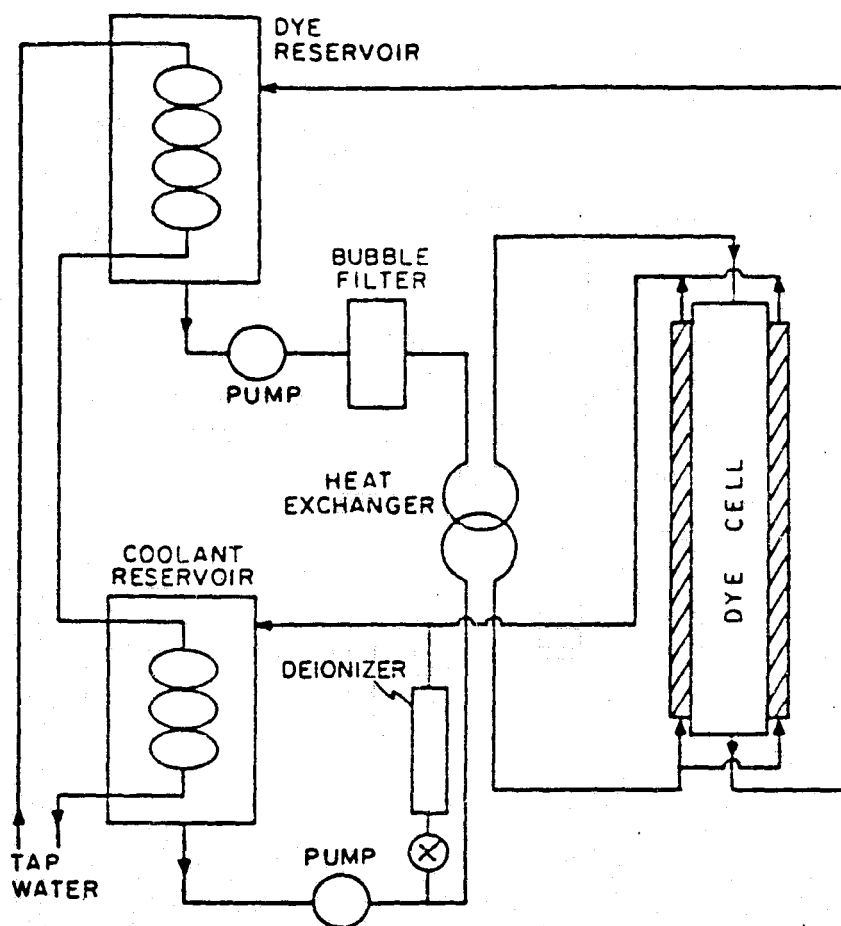 DYE
RESERVOIR
BUBBLE
FILTER
PUMP
HEAT
EXCHANGER
DYE CELL
COOLANT
RESERVOIR
DEIONIZER
PUMP
TAP
WATER